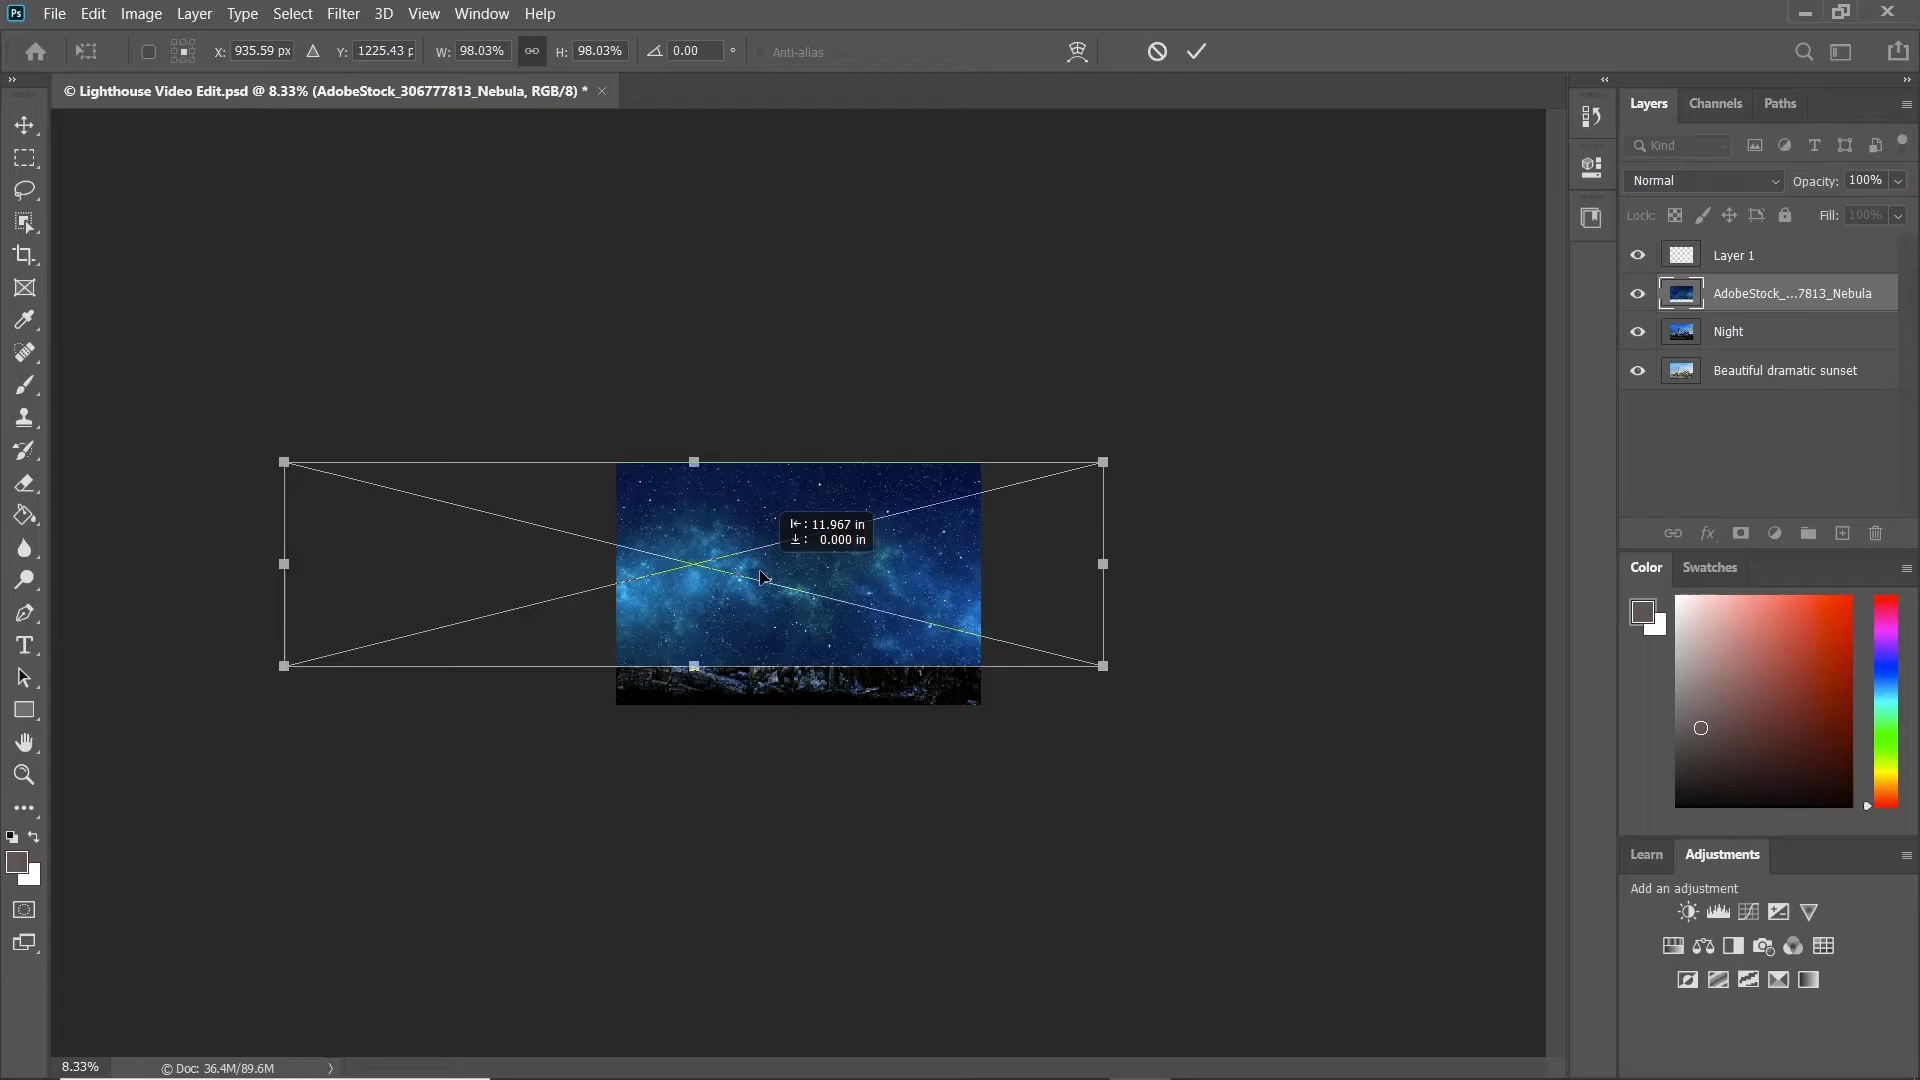 Ps File Edit Image Layer Type Select Filter 3D View Window Help
X: 935.59 px Y: 1225.43 p W: 98.03% H: 98.03% 0.00 ° Anti-alias
© Lighthouse Video Edit.psd @ 8.33% (AdobeStock_306777813_Nebula, RGB/8) * ×
Layers Channels Paths
Kind
Normal Opacity: 100%
Lock: Fill: 100%
Layer 1
AdobeStock_...7813_Nebula
Night
Beautiful dramatic sunset
: 11.967 in
: 0.000 in
Color Swatches
Learn Adjustments
Add an adjustment
8.33% © Doc: 36.4M/89.6M